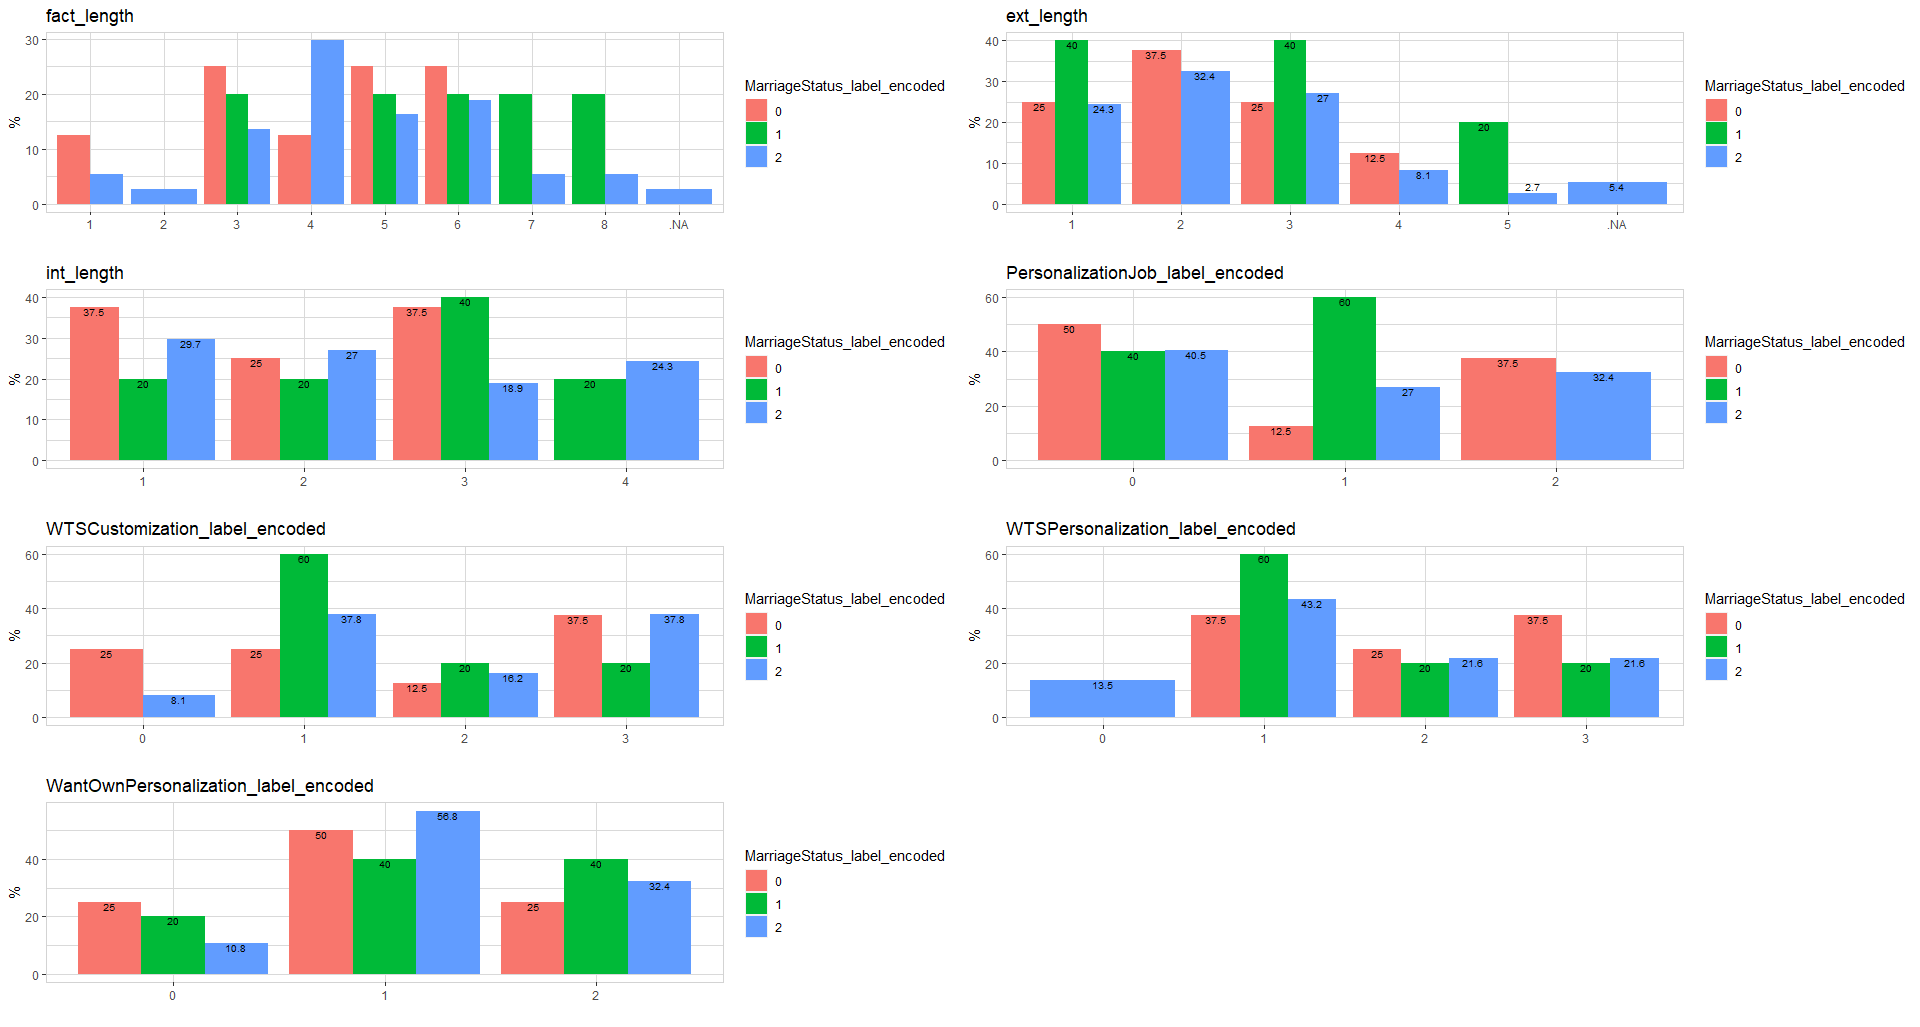 fact_length
%
30
20
10
0
1 2 3 4 5 6 7 8 .NA
MarriageStatus_label_encoded
0
1
2
ext_length
%
40
30
20
10
0
25 40 24.3 37.5 32.4 25 40 27 12.5 8.1 20 2.7 5.4
1 2 3 4 5 .NA
MarriageStatus_label_encoded
0
1
2
int_length
%
40
30
20
10
0
37.5 20 29.7 25 20 27 37.5 40 18.9 20 24.3
1 2 3 4
MarriageStatus_label_encoded
0
1
2
PersonalizationJob_label_encoded
%
60
40
20
0
50 40 40.5 12.5 60 27 37.5 32.4
0 1 2
MarriageStatus_label_encoded
0
1
2
WTSCustomization_label_encoded
%
60
40
20
0
25 8.1 25 60 37.8 12.5 20 16.2 37.5 20 37.8
0 1 2 3
MarriageStatus_label_encoded
0
1
2
WTSPersonalization_label_encoded
%
60
40
20
0
13.5 37.5 60 43.2 25 20 21.6 37.5 20 21.6
0 1 2 3
MarriageStatus_label_encoded
0
1
2
WantOwnPersonalization_label_encoded
%
40
20
0
25 20 10.8 50 40 56.8 25 40 32.4
0 1 2
MarriageStatus_label_encoded
0
1
2